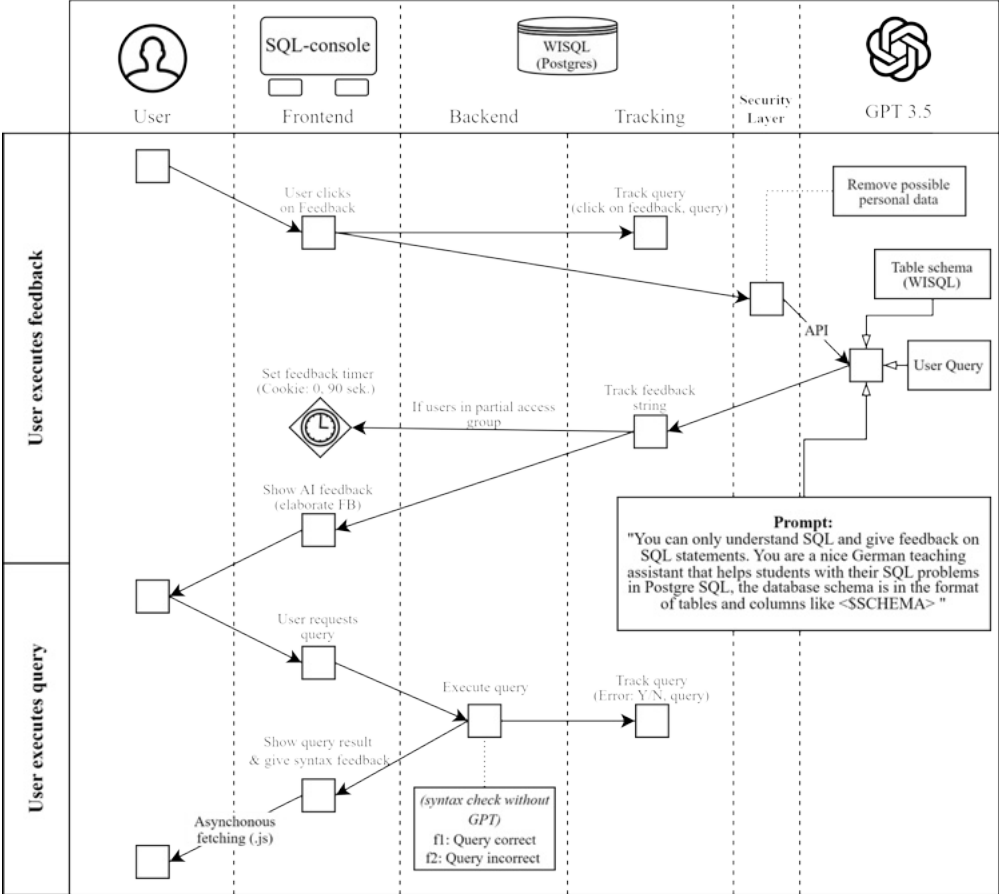 SQL-console
WISQL
(Postgres)
User
Frontend
Backend
Tracking
Security
Layer
GPT 3.5
User executes feedback
User clicks
on Feedback
Track query
(click on feedback, query)
Remove possible
personal data
Table schema
(WISQL)
API
User Query
Set feedback timer
(Cookie: 0, 90 sek.)
If users in partial access
group
Track feedback
string
Show AI feedback
(elaborate FB)
Prompt:
"You can only understand SQL and give feedback on
SQL statements. You are a nice German teaching
assistant that helps students with their SQL problems
in Postgre SQL, the database schema is in the format
of tables and columns like <$SCHEMA> "
User executes query
User requests
query
Execute query
Track query
(Error: Y/N, query)
Show query result
& give syntax feedback
Asynchonous
fetching (.js)
(syntax check without
GPT)
f1: Query correct
f2: Query incorrect